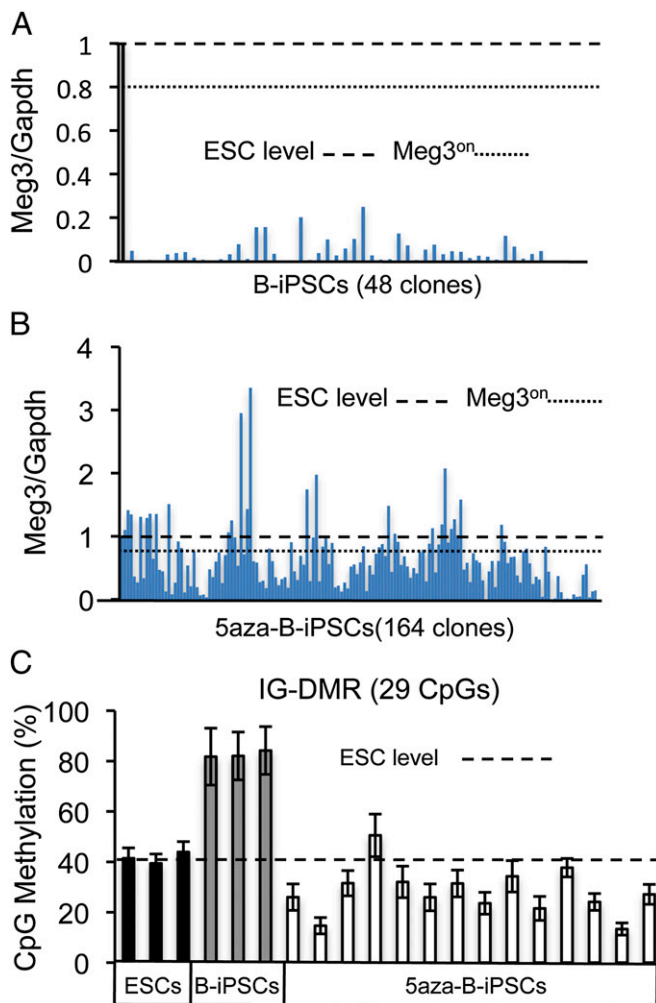 A
Meg3/Gapdh
1
0.8
0.6
0.4
0.2
0
ESC level Meg3on
B-iPSCs (48 clones)
B
Meg3/Gapdh
4
3
2
1
0
ESC level Meg3on
5aza-B-iPSCs(164 clones)
C
IG-DMR (29 CpGs)
CpG Methylation (%)
100
80
60
40
20
0
ESC level
ESCs B-iPSCs 5aza-B-iPSCs